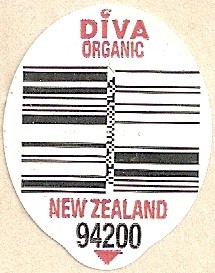 DIVA
ORGANIC
NEW ZEALAND
94200